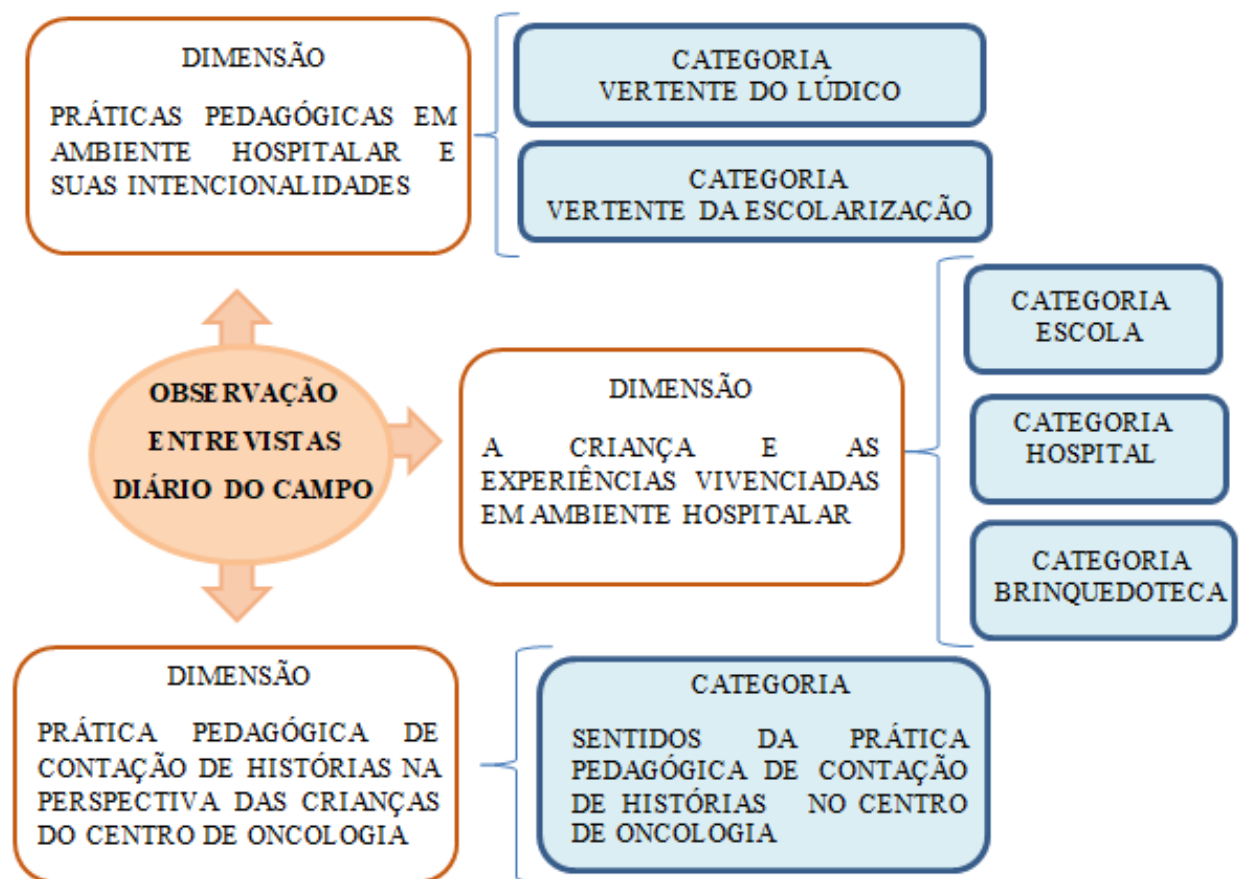 DIMENSÃO
PRÁTICAS PEDAGÓGICAS EM
AMBIENTE HOSPITALAR E
SUAS INTENCIONALIDADES
CATEGORIA
VERTENTE DO LÚDICO
CATEGORIA
VERTENTE DA ESCOLARIZAÇÃO
OBSERVAÇÃO
ENTREVISTAS
DIÁRIO DO CAMPO
DIMENSÃO
A CRIANÇA E AS
EXPERIÊNCIAS VIVENCIADAS
EM AMBIENTE HOSPITALAR
CATEGORIA
ESCOLA
CATEGORIA
HOSPITAL
CATEGORIA
BRINQUEDOTECA
DIMENSÃO
PRÁTICA PEDAGÓGICA DE
CONTAÇÃO DE HISTÓRIAS NA
PERSPECTIVA DAS CRIANÇAS
DO CENTRO DE ONCOLOGIA
CATEGORIA
SENTIDOS DA PRÁTICA
PEDAGÓGICA DE CONTAÇÃO
DE HISTÓRIAS NO CENTRO
DE ONCOLOGIA